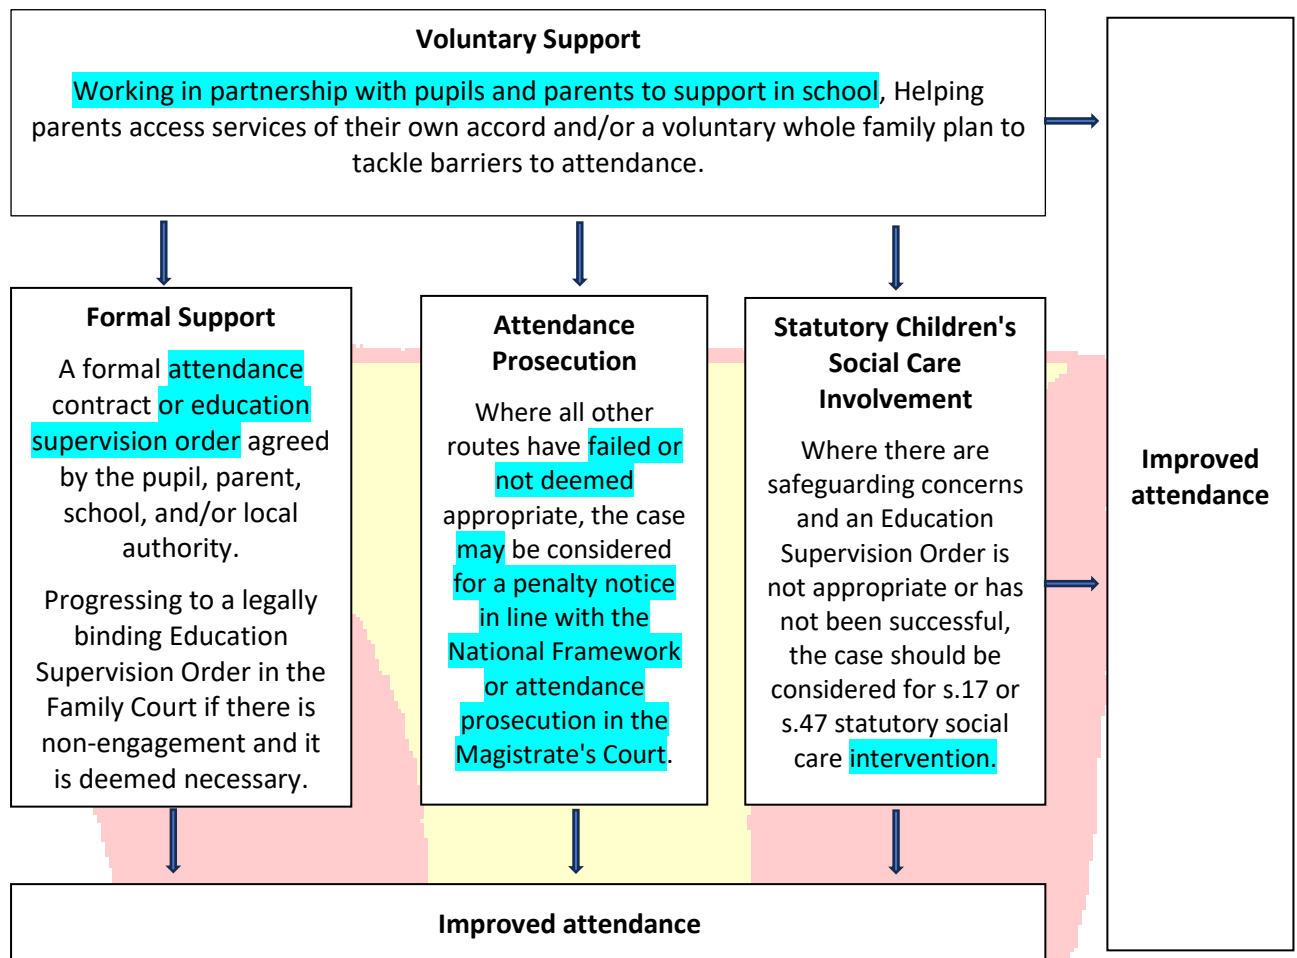 Voluntary Support
Working in partnership with pupils and parents to support in school, Helping
parents access services of their own accord and/or a voluntary whole family plan to
tackle barriers to attendance.
Formal Support
A formal attendance
contract or education
supervision order agreed
by the pupil, parent,
school, and/or local
authority.
Progressing to a legally
binding Education
Supervision Order in the
Family Court if there is
non-engagement and it
is deemed necessary.
Attendance
Prosecution
Where all other
routes have failed or
not deemed
appropriate, the case
may be considered
for a penalty notice
in line with the
National Framework
or attendance
prosecution in the
Magistrate's Court.
Statutory Children's
Social Care
Involvement
Where there are
safeguarding concerns
and an Education
Supervision Order is
not appropriate or has
not been successful,
the case should be
considered for s.17 or
s.47 statutory social
care intervention.
Improved
attendance
Improved attendance